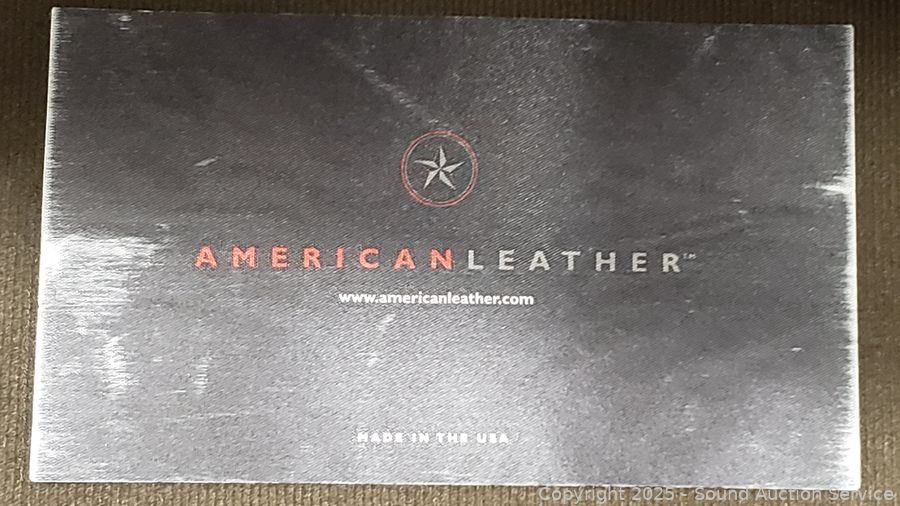 AMERICANLEATHER™
www.americanleather.com
MADE IN THE USA
Copyright 2025 - Sound Auction Service